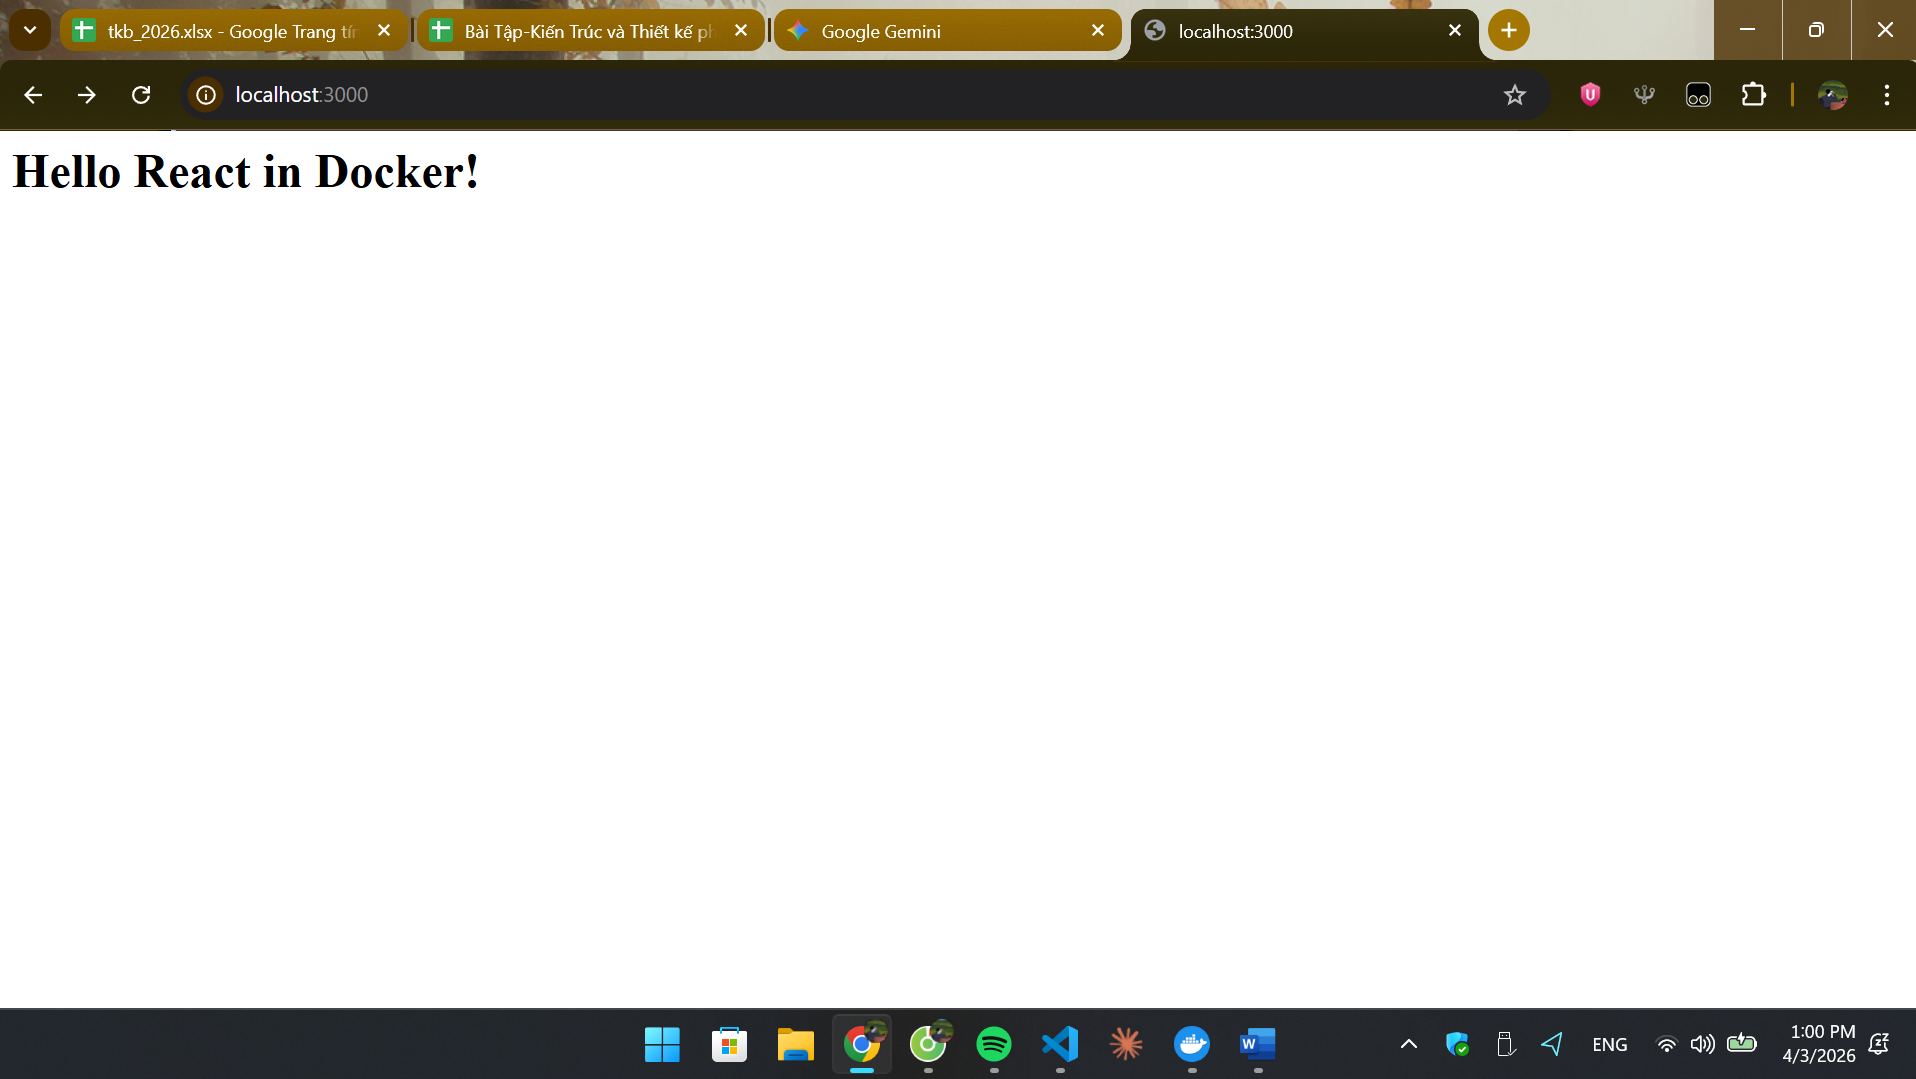 tkb_2026.xlsx - Google Trang tín
Bài Tập-Kiến Trúc và Thiết kế ph
Google Gemini
localhost:3000
localhost:3000
Hello React in Docker!
ENG
1:00 PM
4/3/2026